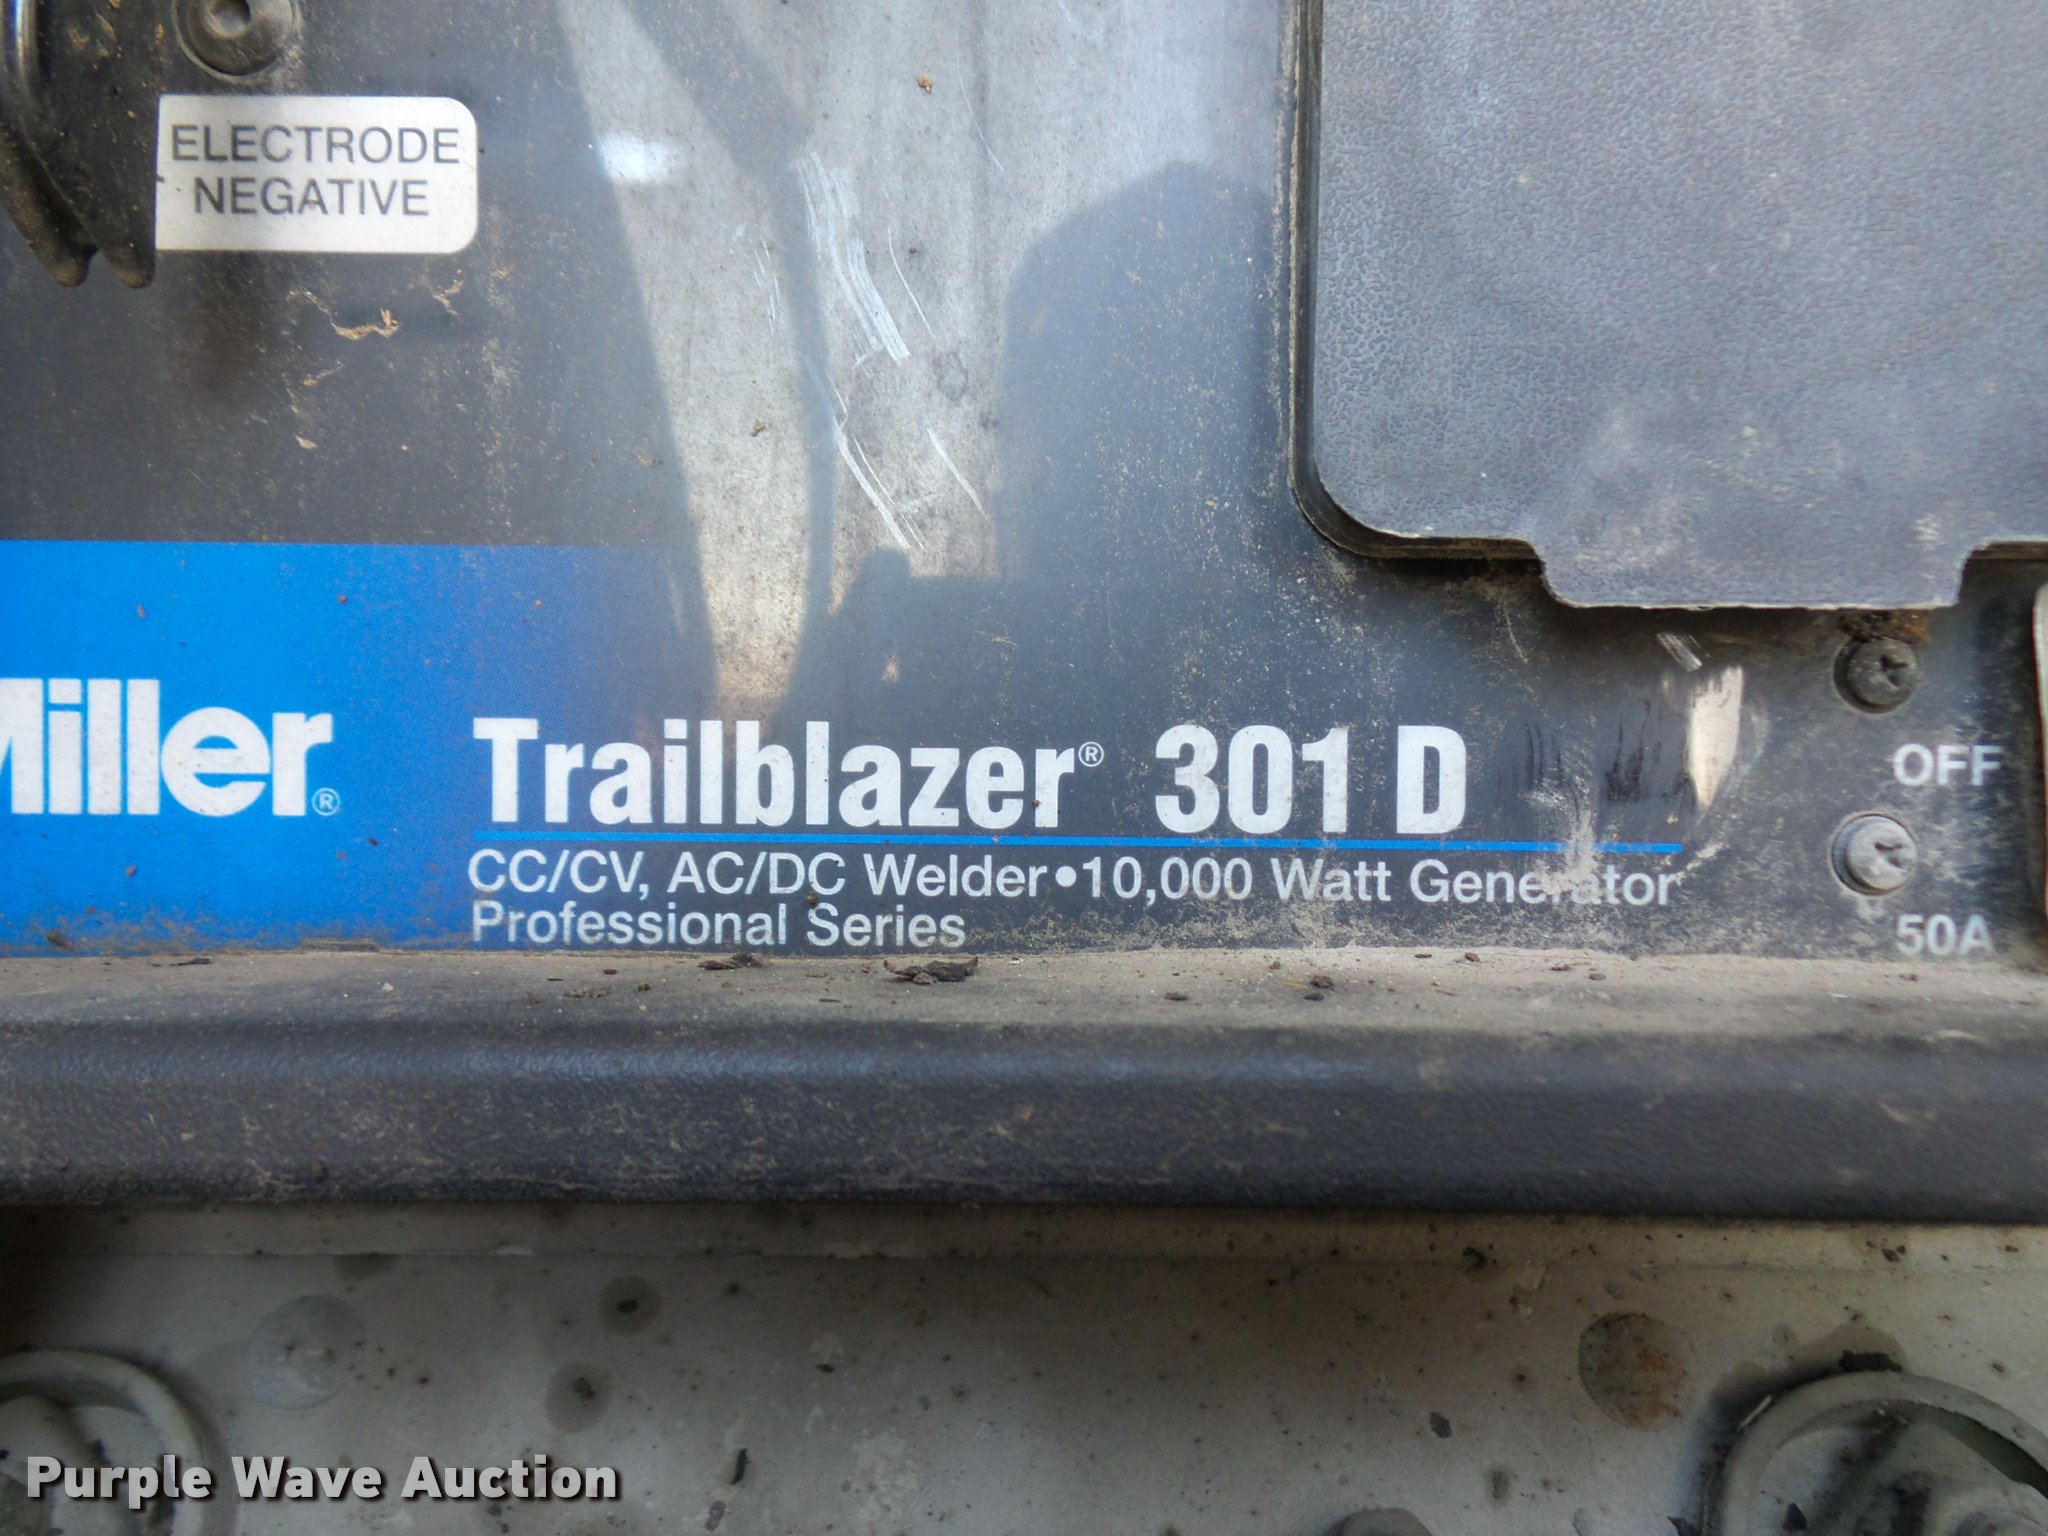 ELECTRODE
NEGATIVE
Miller®
Trailblazer® 301 D
CC/CV, AC/DC Welder•10,000 Watt Generator
Professional Series
OFF
50A
Purple Wave Auction